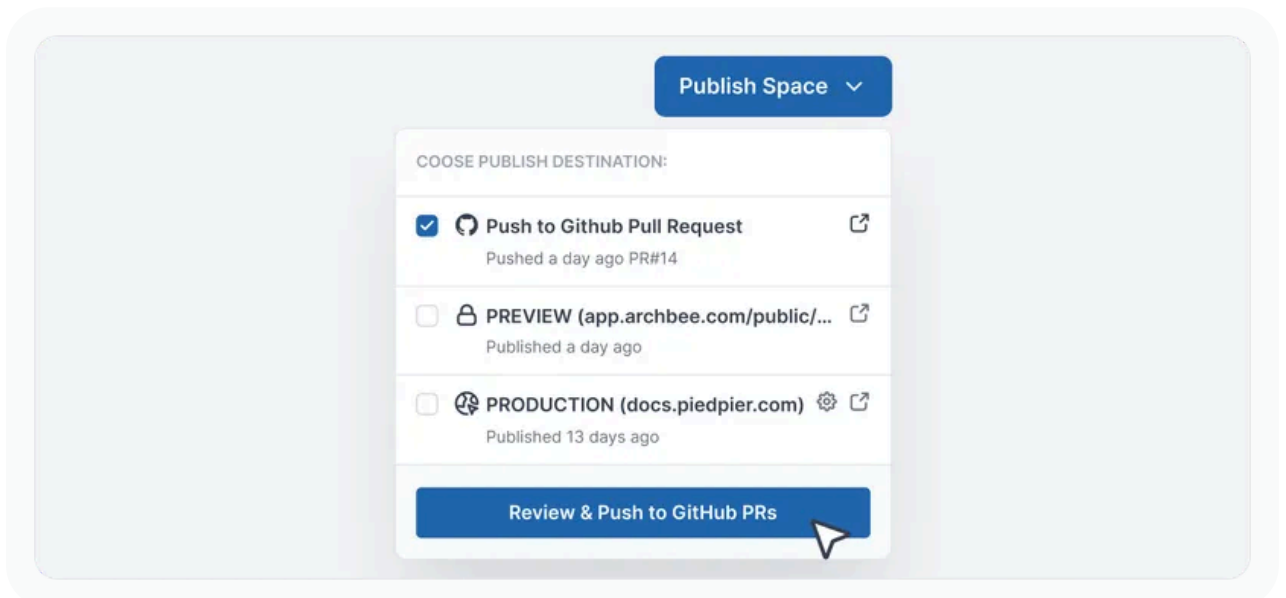 Publish Space
COOSE PUBLISH DESTINATION:
Push to Github Pull Request
Pushed a day ago PR#14
PREVIEW (app.archbee.com/public/...
Published a day ago
PRODUCTION (docs.piedpier.com)
Published 13 days ago
Review & Push to GitHub PRs